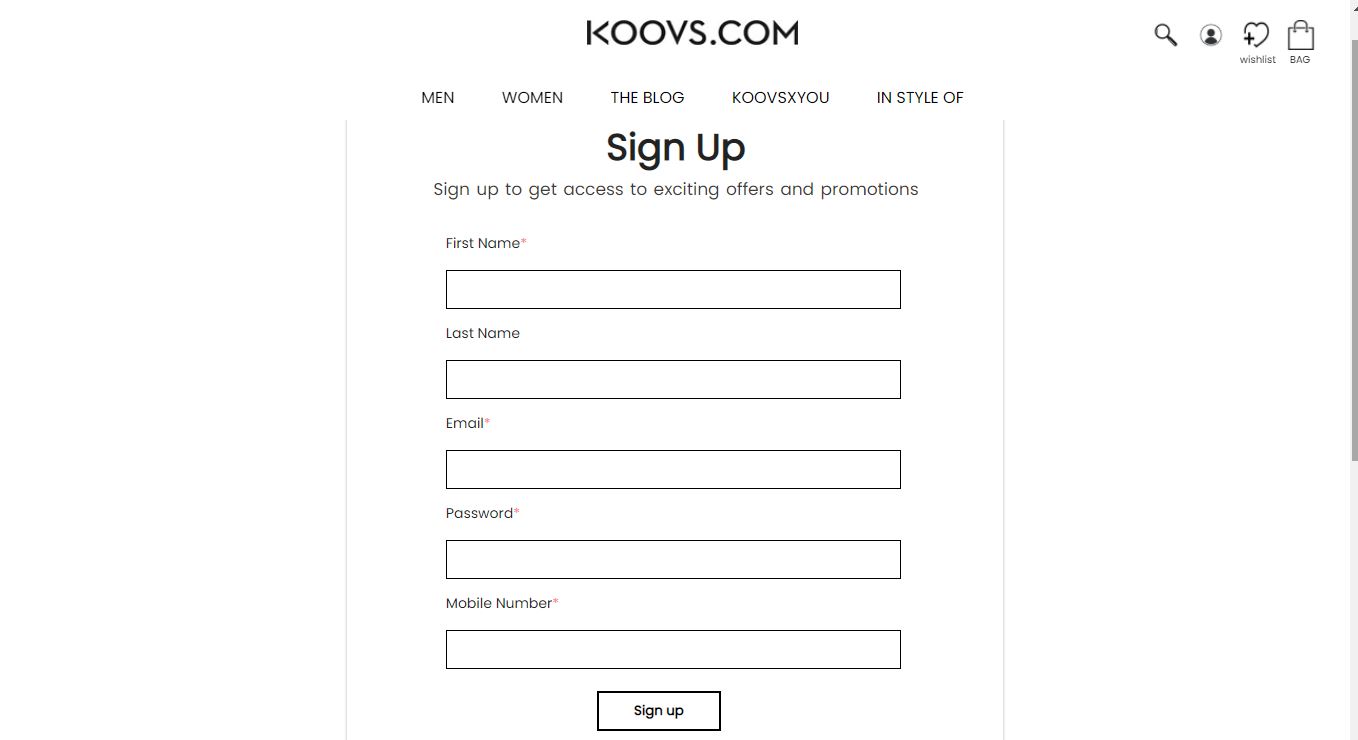 KOOVS.COM
wishlist BAG
MEN WOMEN THE BLOG KOOVSXYOU IN STYLE OF
Sign Up
Sign up to get access to exciting offers and promotions
First Name*
Last Name
Email*
Password*
Mobile Number*
Sign up